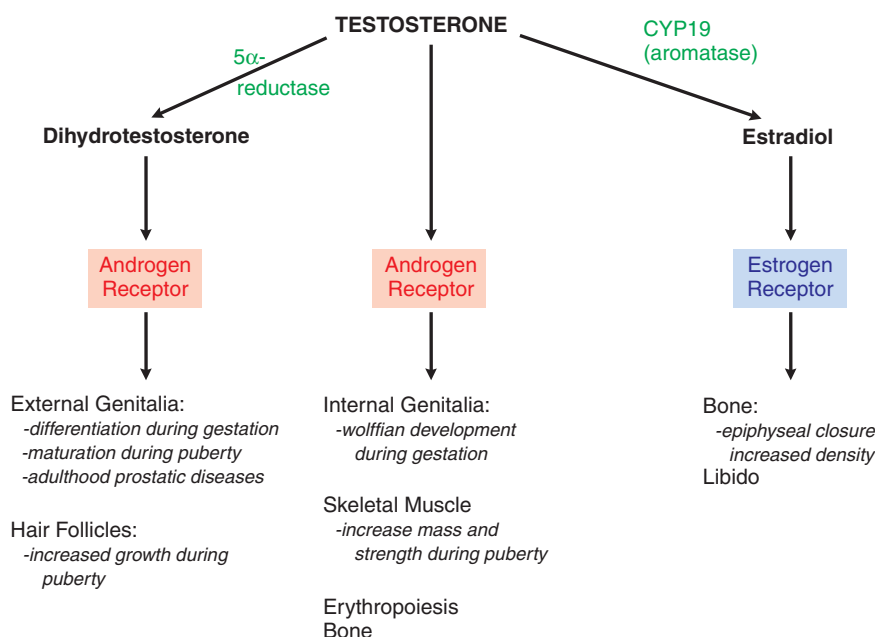 TESTOSTERONE
5α-
reductase
CYP19
(aromatase)
Dihydrotestosterone
Estradiol
Androgen
Receptor
Androgen
Receptor
Estrogen
Receptor
External Genitalia:
-differentiation during gestation
-maturation during puberty
-adulthood prostatic diseases
Hair Follicles:
-increased growth during
puberty
Internal Genitalia:
-wolffian development
during gestation
Skeletal Muscle
-increase mass and
strength during puberty
Erythropoiesis
Bone
Bone:
-epiphyseal closure
increased density
Libido